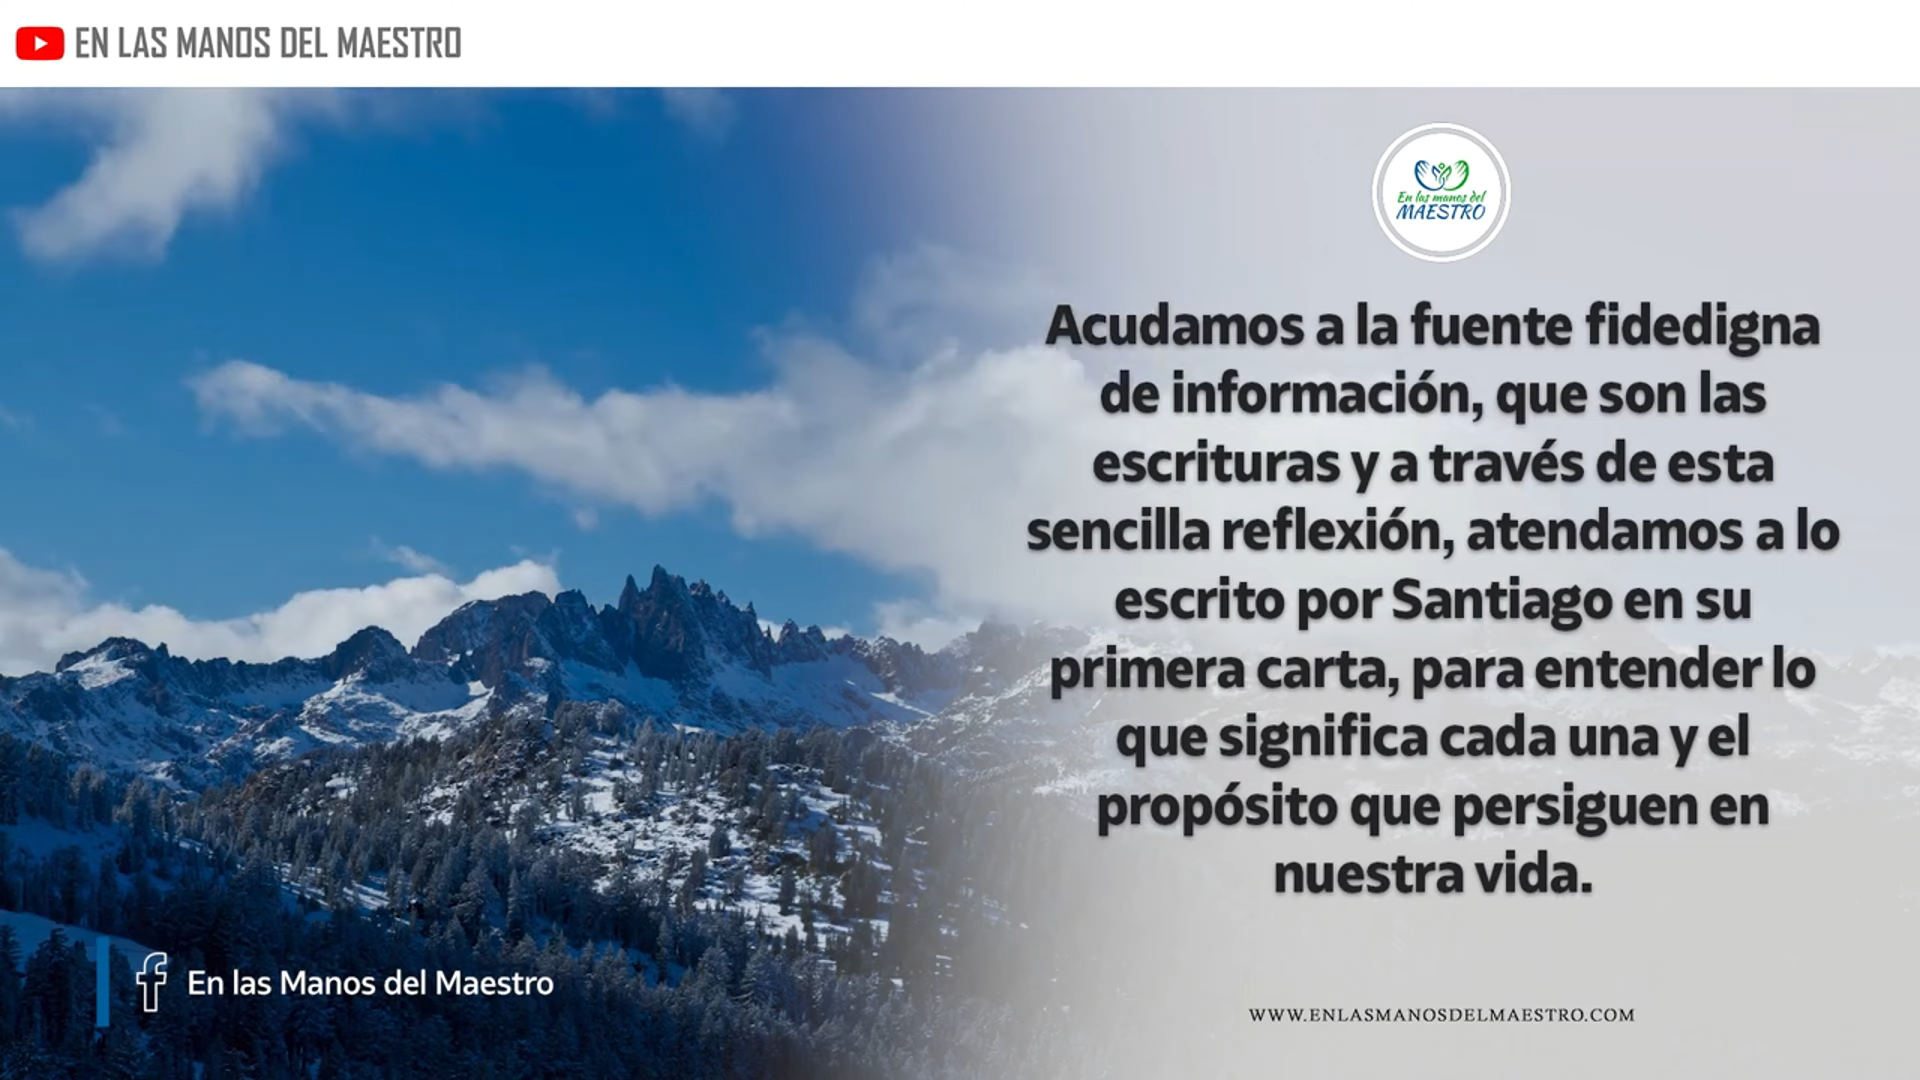 EN LAS MANOS DEL MAESTRO
En las manos del
MAESTRO
Acudamos a la fuente fidedigna
de información, que son las
escrituras y a través de esta
sencilla reflexión, atendamos a lo
escrito por Santiago en su
primera carta, para entender lo
que significa cada una y el
propósito que persiguen en
nuestra vida.
En las Manos del Maestro
WWW.ENLASMANOSDELMAESTRO.COM